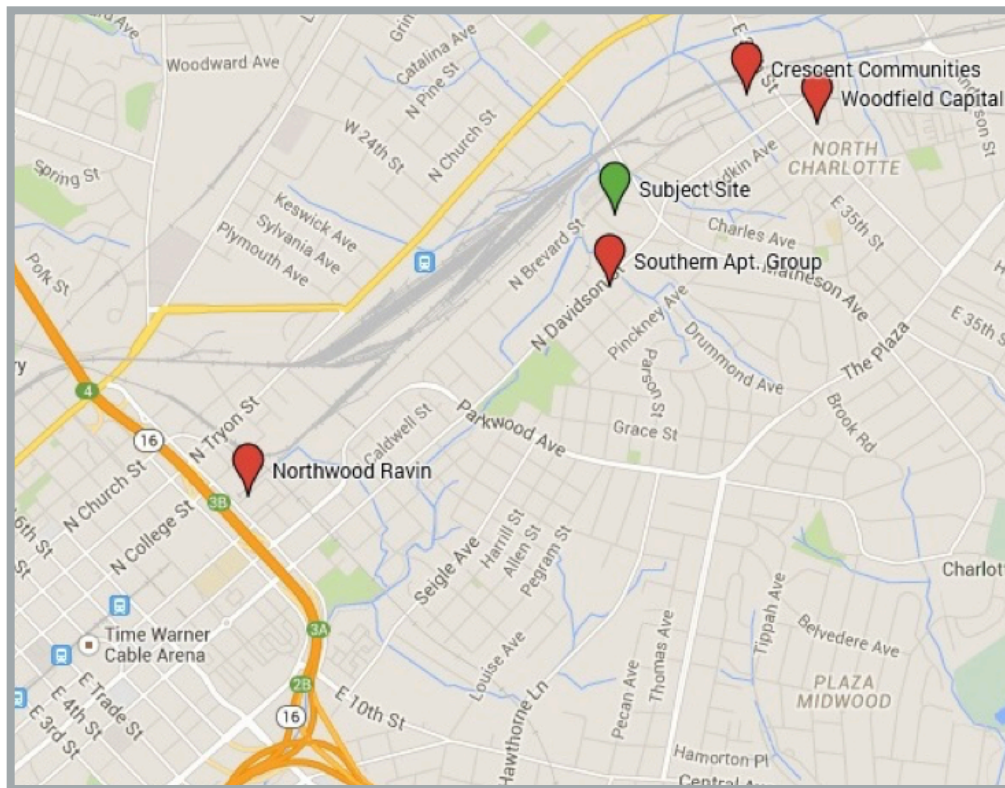 Woodward Ave
Catalina Ave
N Pine St
W 24th St
N Church St
Spring St
Keswick Ave
Sylvania Ave
Plymouth Ave
Polk St
Crescent Communities
Woodfield Capital
NORTH
CHARLOTTE
Subject Site
E 35th St
Charles Ave
Southern Apt. Group
Matheson Ave
N Brevard St
N Davidson St
Pinckney Ave
Drummond Ave
Parson St
The Plaza
E 35th St
4
16
N Tryon St
Caldwell St
Parkwood Ave
Grace St
Brook Rd
Northwood Ravin
3B
N Church St
N College St
Seigle Ave
Harrill St
Allen St
Pegram St
Charlott
Time Warner
Cable Arena
3A
2B
16
E Trade St
E 4th St
E 3rd St
E 10th St
Louise Ave
Hawthorne Ln
Pecan Ave
Thomas Ave
Tippah Ave
Belvedere Ave
PLAZA
MIDWOOD
Hamorton Pl
Central Ave